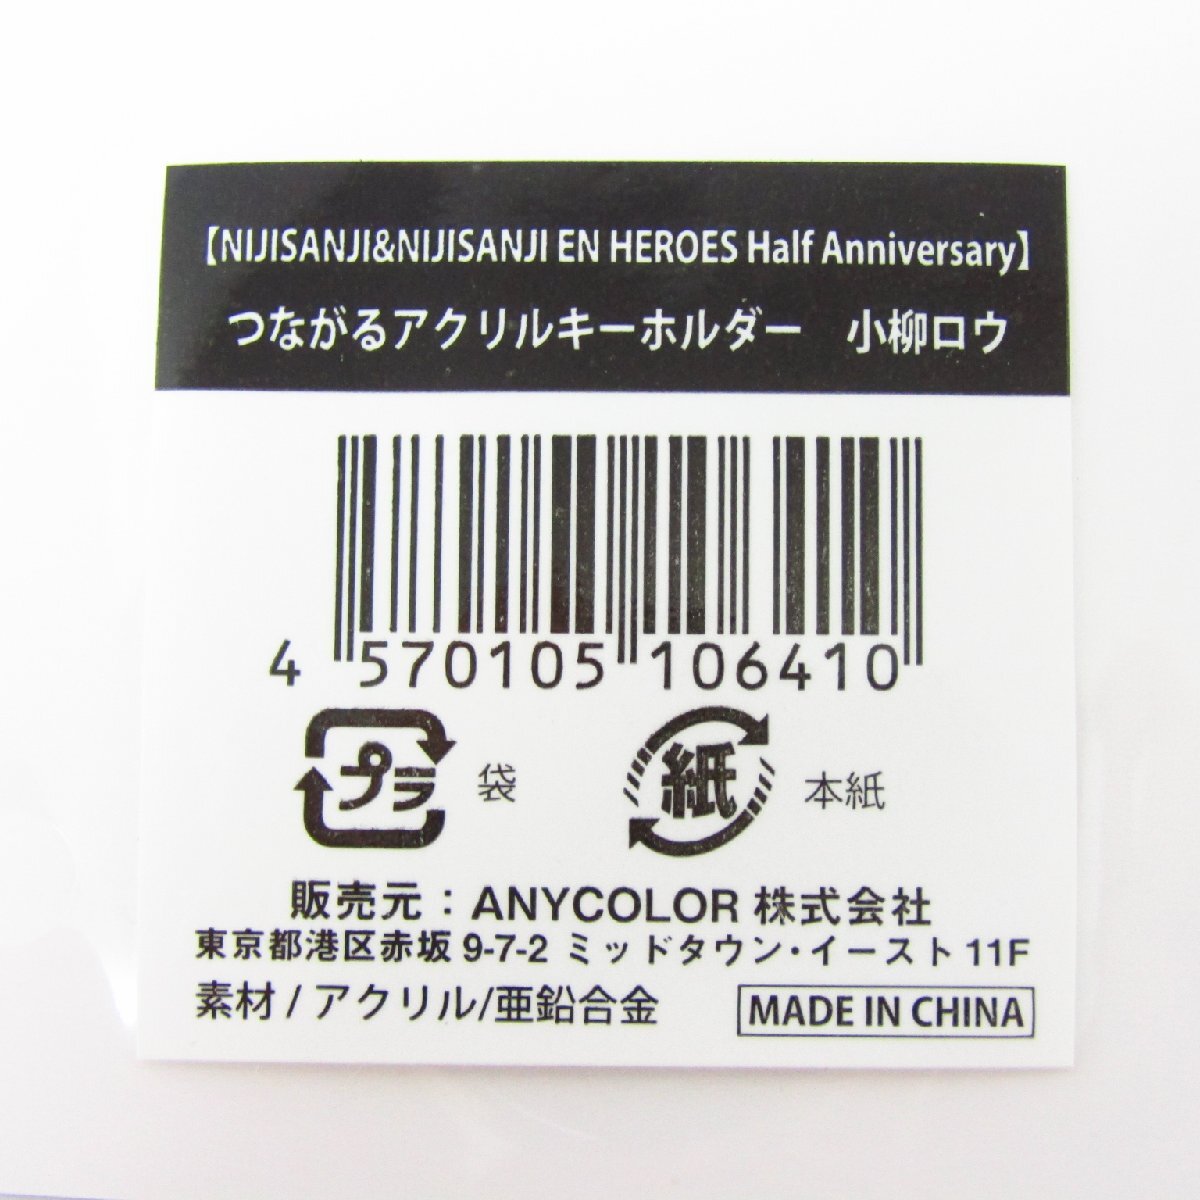 【NIJISANJI&NIJISANJI EN HEROES Half Anniversary】
つながるアクリルキーホルダー　小柳ロウ
4 570105 106410
プラ 袋 紙 本紙
販売元：ANYCOLOR 株式会社
東京都港区赤坂 9-7-2 ミッドタウン・イースト 11F
素材/アクリル/亜鉛合金 MADE IN CHINA